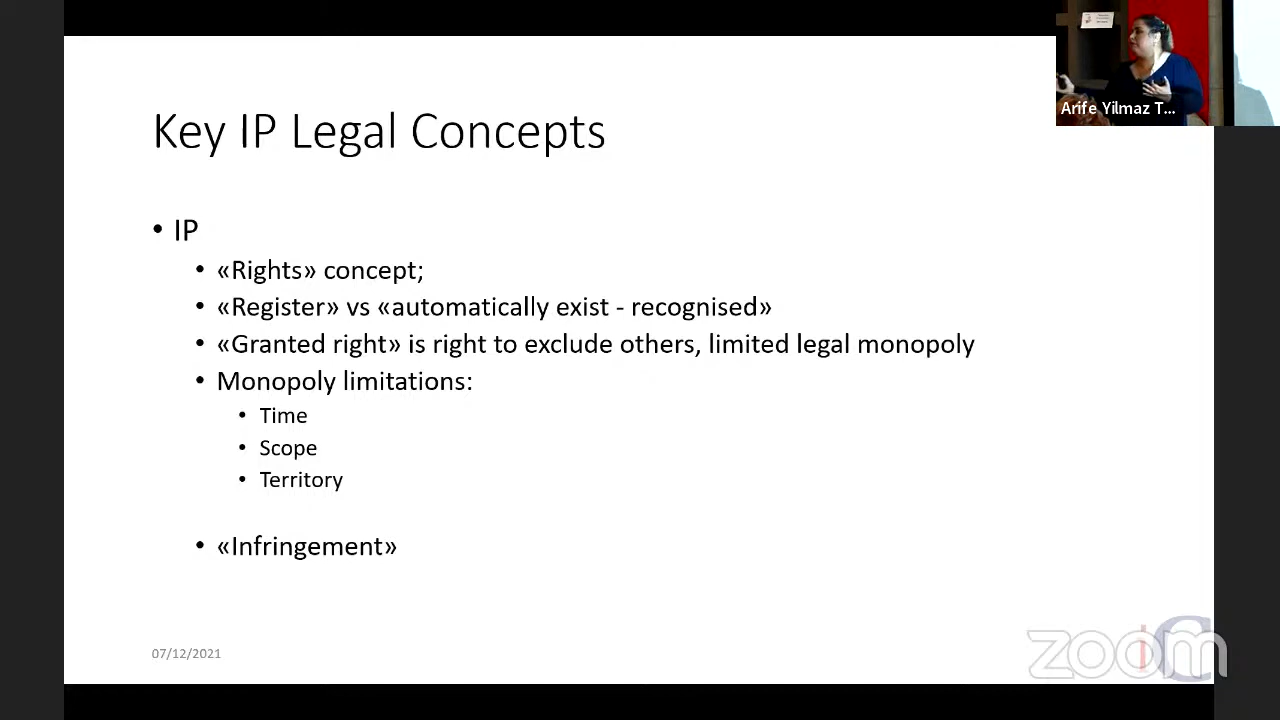 Arife Yilmaz T...
Key IP Legal Concepts
• IP
• «Rights» concept;
• «Register» vs «automatically exist - recognised»
• «Granted right» is right to exclude others, limited legal monopoly
• Monopoly limitations:
• Time
• Scope
• Territory
• «Infringement»
07/12/2021
zoom